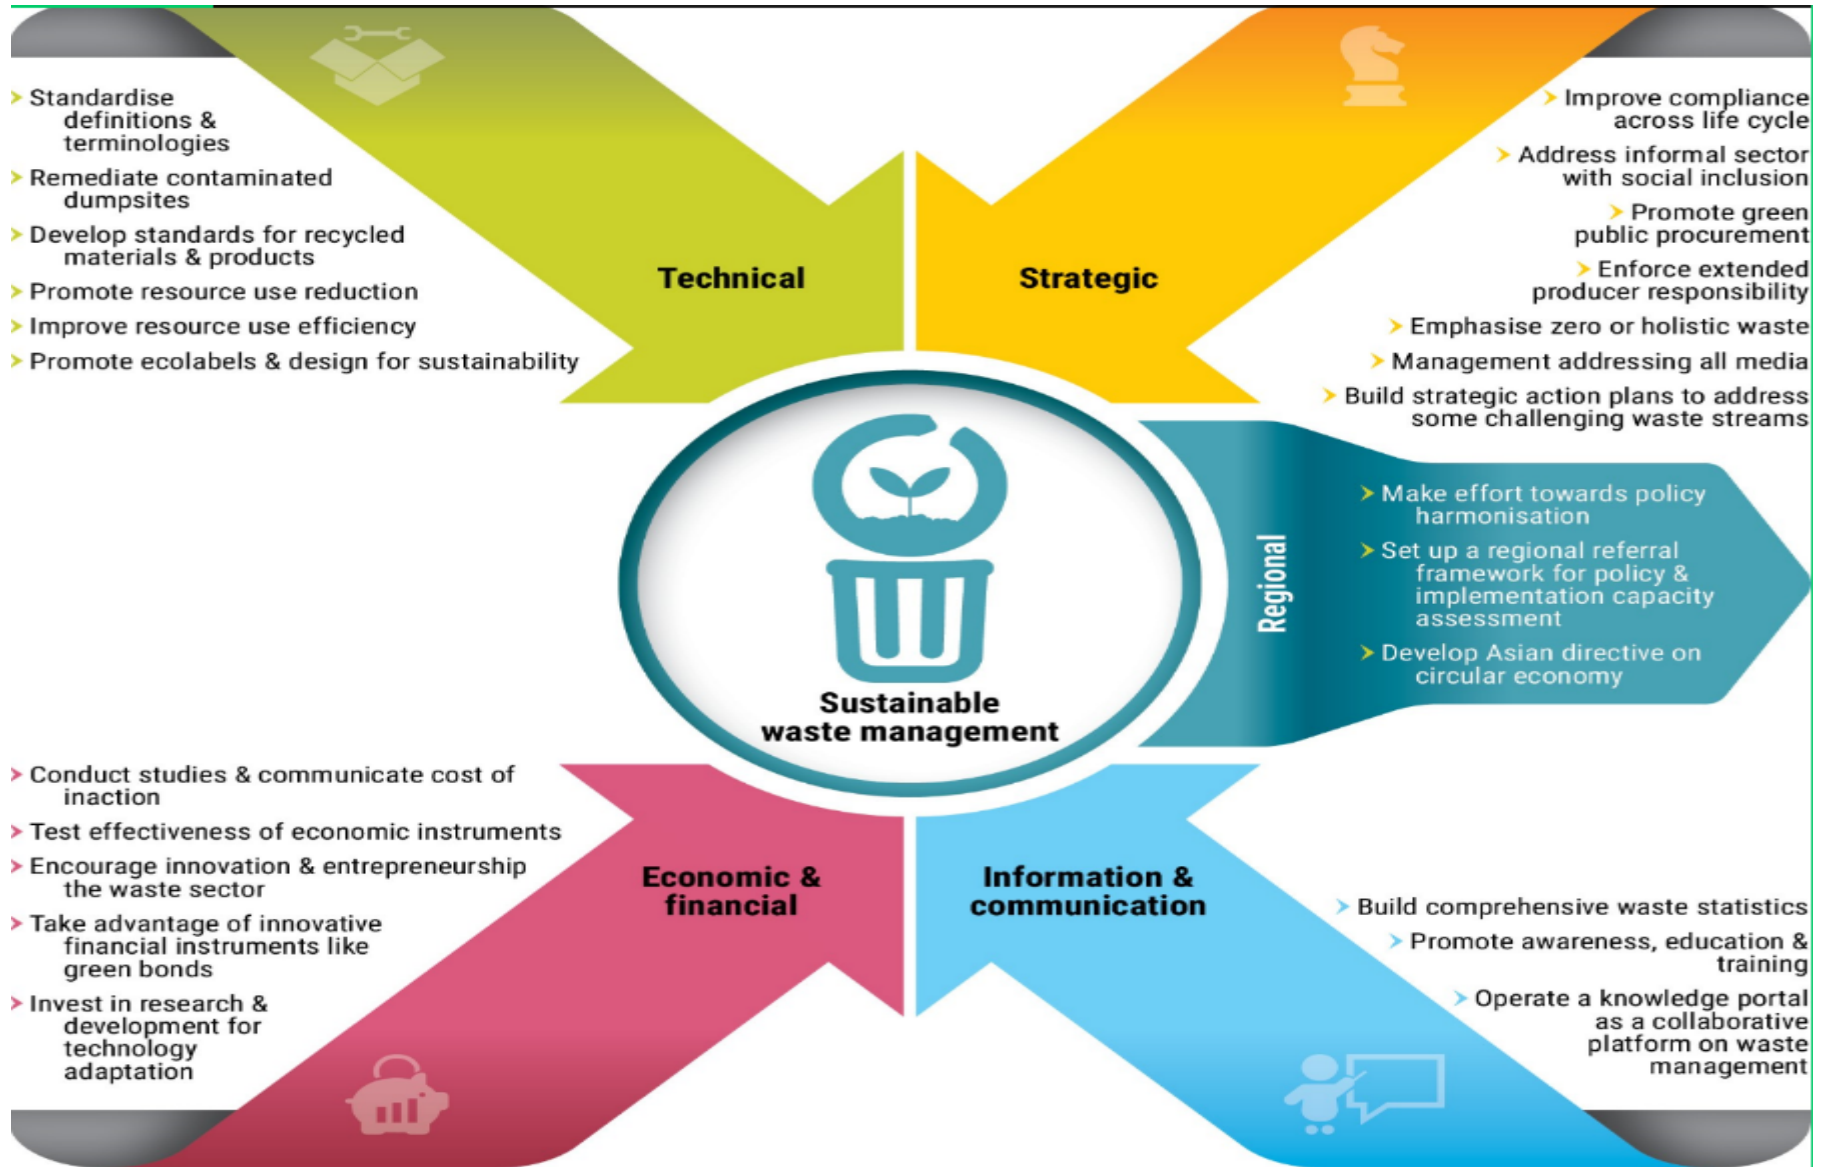 Standardise
definitions &
terminologies
Remediate contaminated
dumpsites
Develop standards for recycled
materials & products
Promote resource use reduction
Improve resource use efficiency
Promote ecolabels & design for sustainability
Technical
Strategic
Improve compliance
across life cycle
Address informal sector
with social inclusion
Promote green
public procurement
Enforce extended
producer responsibility
Emphasise zero or holistic waste
Management addressing all media
Build strategic action plans to address
some challenging waste streams
Regional
Make effort towards policy
harmonisation
Set up a regional referral
framework for policy &
implementation capacity
assessment
Develop Asian directive on
circular economy
Sustainable
waste management
Conduct studies & communicate cost of
inaction
Test effectiveness of economic instruments
Encourage innovation & entrepreneurship
the waste sector
Take advantage of innovative
financial instruments like
green bonds
Invest in research &
development for
technology
adaptation
Economic &
financial
Information &
communication
Build comprehensive waste statistics
Promote awareness, education &
training
Operate a knowledge portal
as a collaborative
platform on waste
management